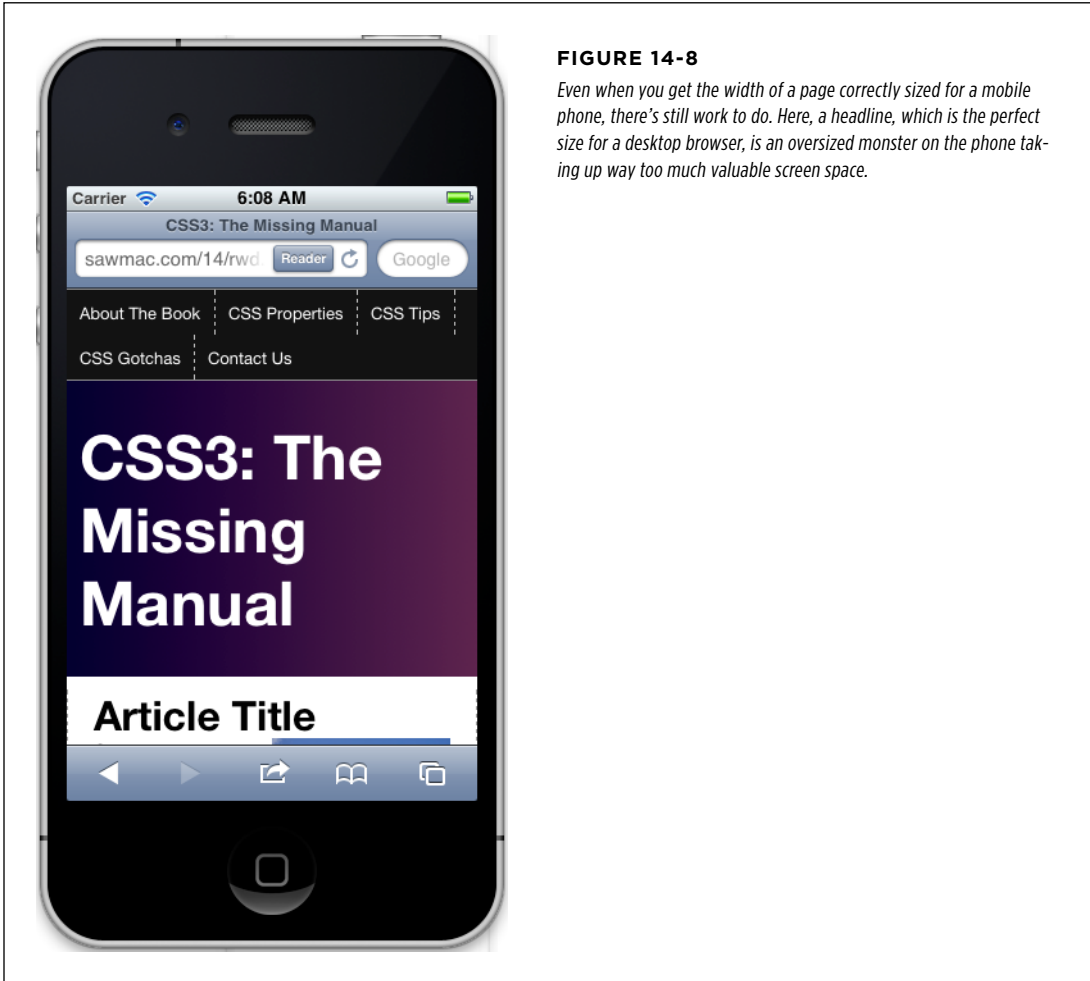 FIGURE 14-8
Even when you get the width of a page correctly sized for a mobile
phone, there's still work to do. Here, a headline, which is the perfect
size for a desktop browser, is an oversized monster on the phone tak-
ing up way too much valuable screen space.
Carrier 6:08 AM
CSS3: The Missing Manual
sawmac.com/14/rwd Reader Google
About The Book CSS Properties CSS Tips
CSS Gotchas Contact Us
CSS3: The
Missing
Manual
Article Title